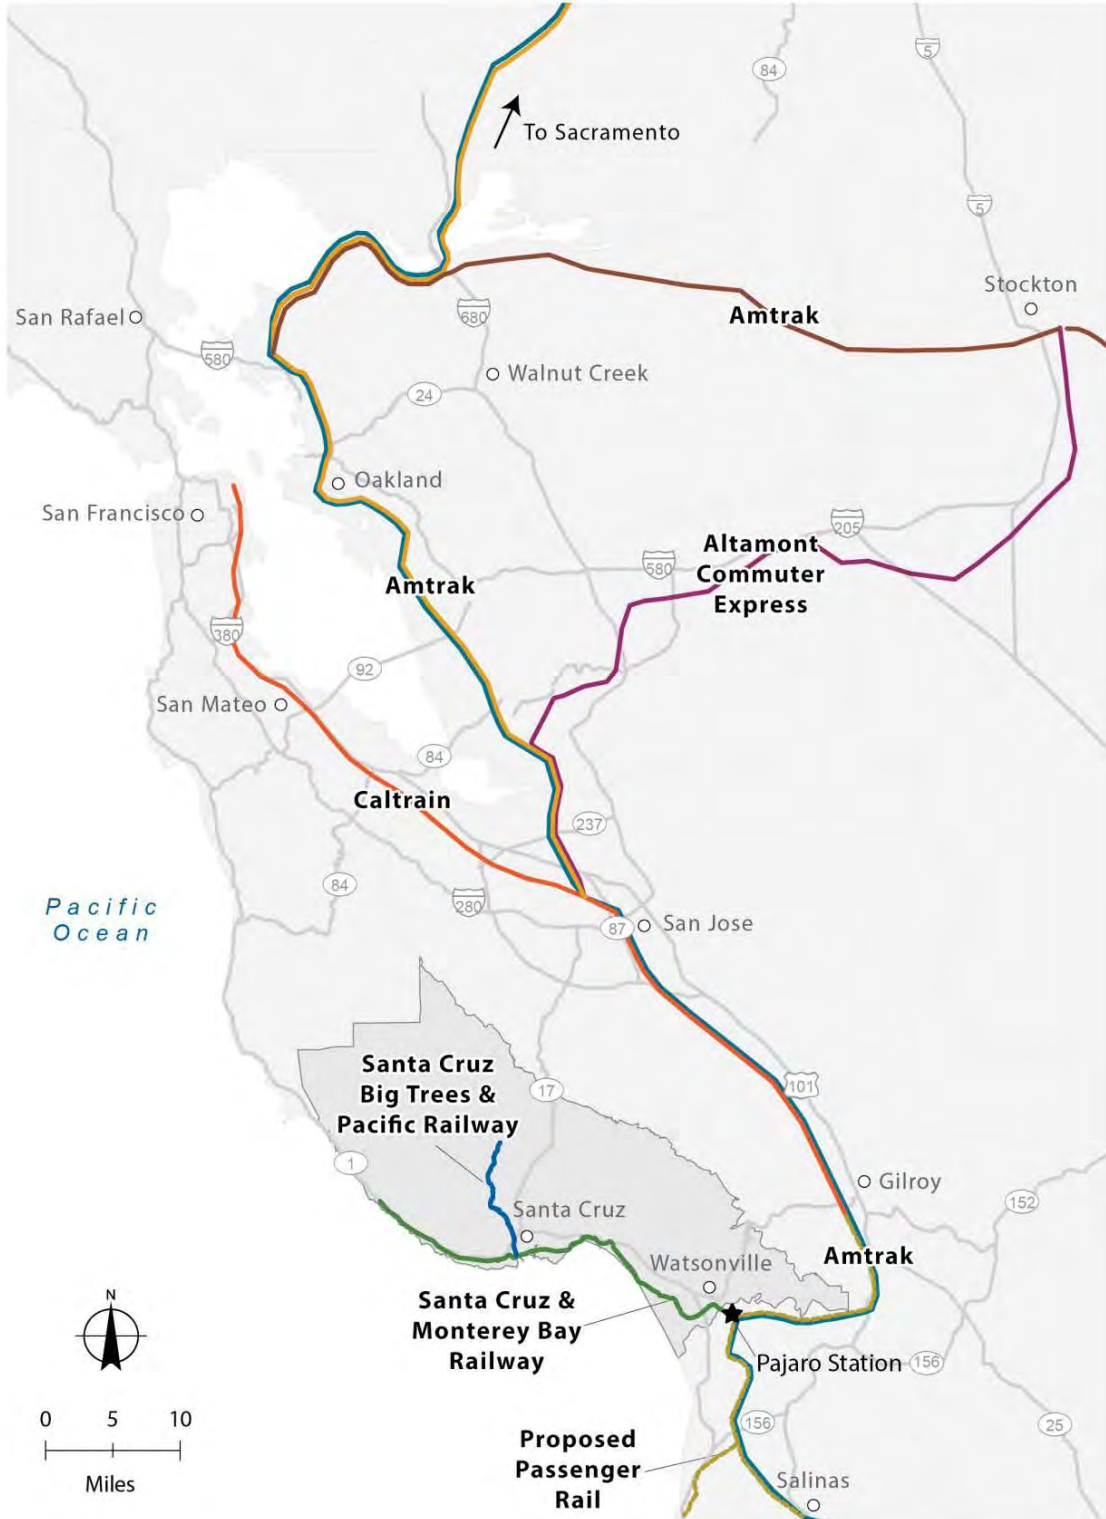 5
84
To Sacramento
5
Stockton
San Rafael
680
Amtrak
580
Walnut Creek
24
Oakland
San Francisco
205
Altamont
Commuter
Express
580
Amtrak
380
92
San Mateo
84
Caltrain
237
84
280
Pacific
Ocean
87
San Jose
Santa Cruz
Big Trees &
Pacific Railway
17
101
1
Gilroy
152
Santa Cruz
Watsonville
Amtrak
Santa Cruz &
Monterey Bay
Railway
N
Pajaro Station
156
0 5 10
Miles
156
25
Proposed
Passenger
Rail
Salinas